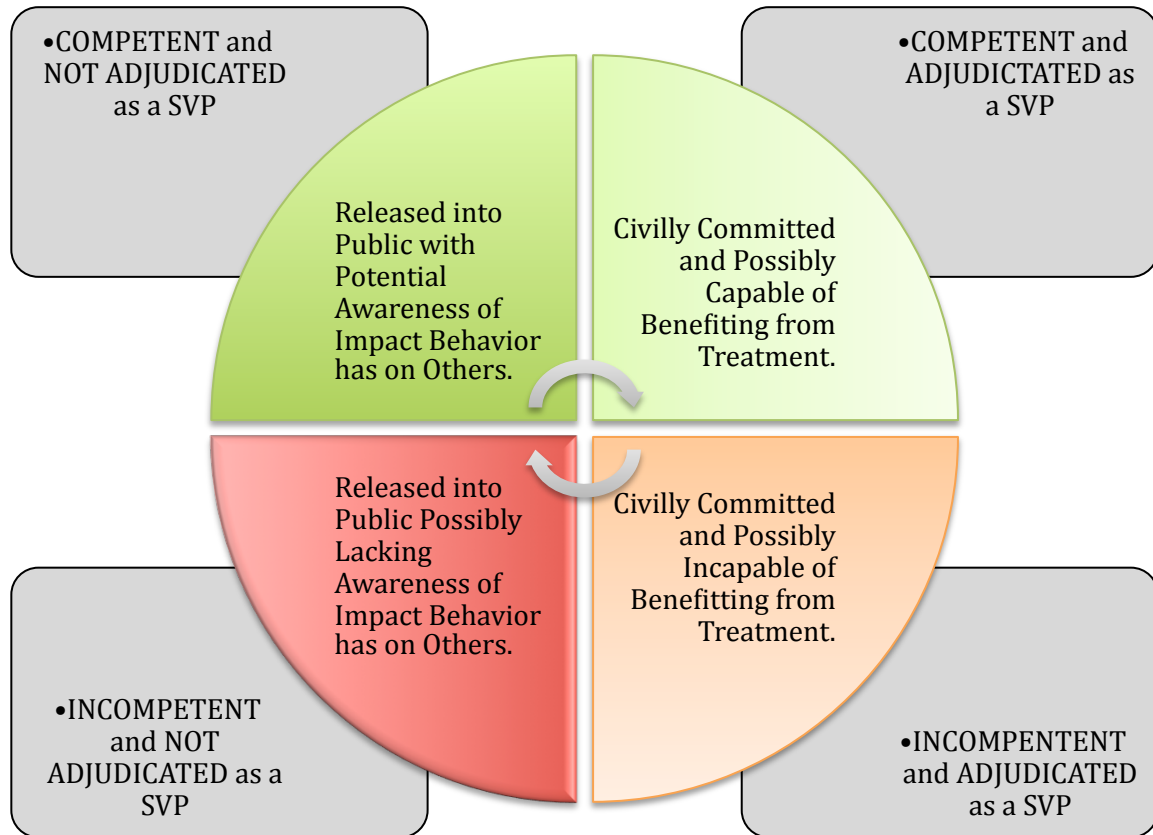 •COMPETENT and
NOT ADJUDICATED
as a SVP
•COMPETENT and
ADJUDICTATED as
a SVP
Released into
Public with
Potential
Awareness of
Impact Behavior
has on Others.
Civilly Committed
and Possibly
Capable of
Benefiting from
Treatment.
Released into
Public Possibly
Lacking
Awareness of
Impact Behavior
has on Others.
Civilly Committed
and Possibly
Incapable of
Benefitting from
Treatment.
•INCOMPETENT
and NOT
ADJUDICATED as a
SVP
•INCOMPENTENT
and ADJUDICATED
as a SVP